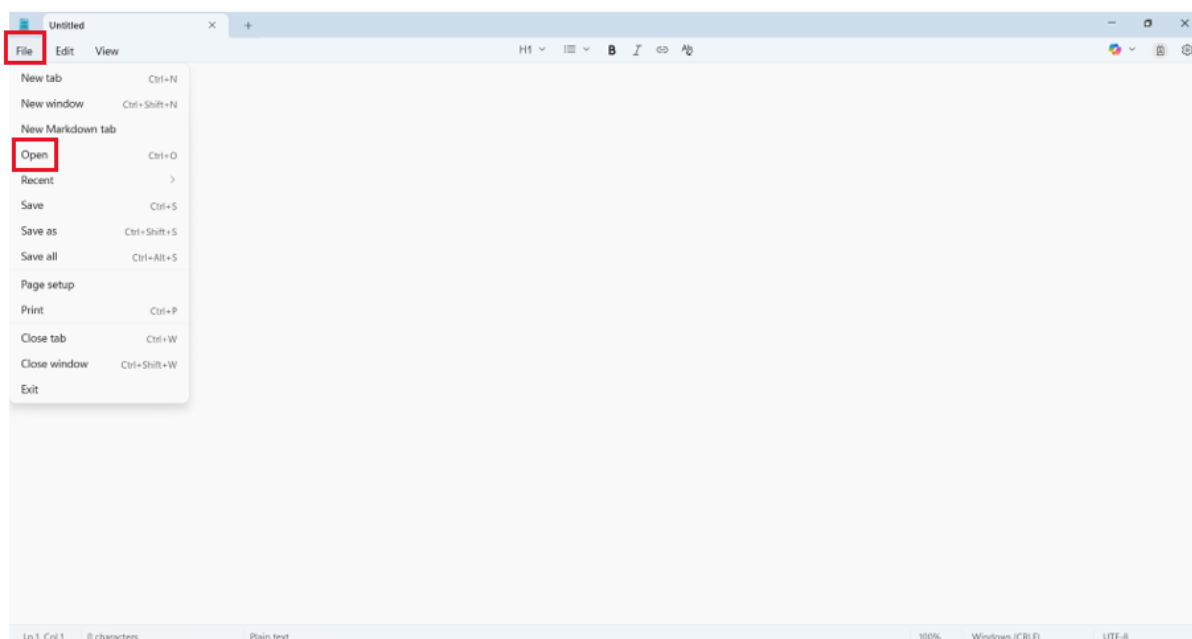 Untitled
File Edit View H1
New tab Ctrl+N
New window Ctrl+Shift+N
New Markdown tab
Open Ctrl+O
Recent
Save Ctrl+S
Save as Ctrl+Shift+S
Save all Ctrl+Alt+S
Page setup
Print Ctrl+P
Close tab Ctrl+W
Close window Ctrl+Shift+W
Exit
Ln 1, Col 1 0 characters Plain text 100% Windows (CRLF) UTF-8